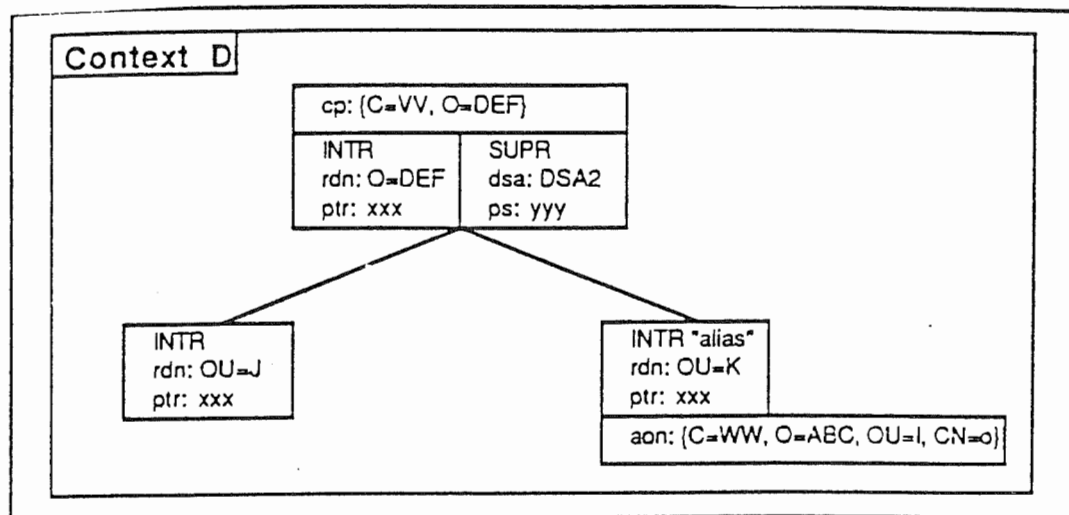 Context D
cp: {C=VV, O=DEF}
INTR
rdn: O=DEF
ptr: xxx
SUPR
dsa: DSA2
ps: yyy
INTR
rdn: OU=J
ptr: xxx
INTR "alias"
rdn: OU=K
ptr: xxx
aon: {C=WW, O=ABC, OU=I, CN=o}